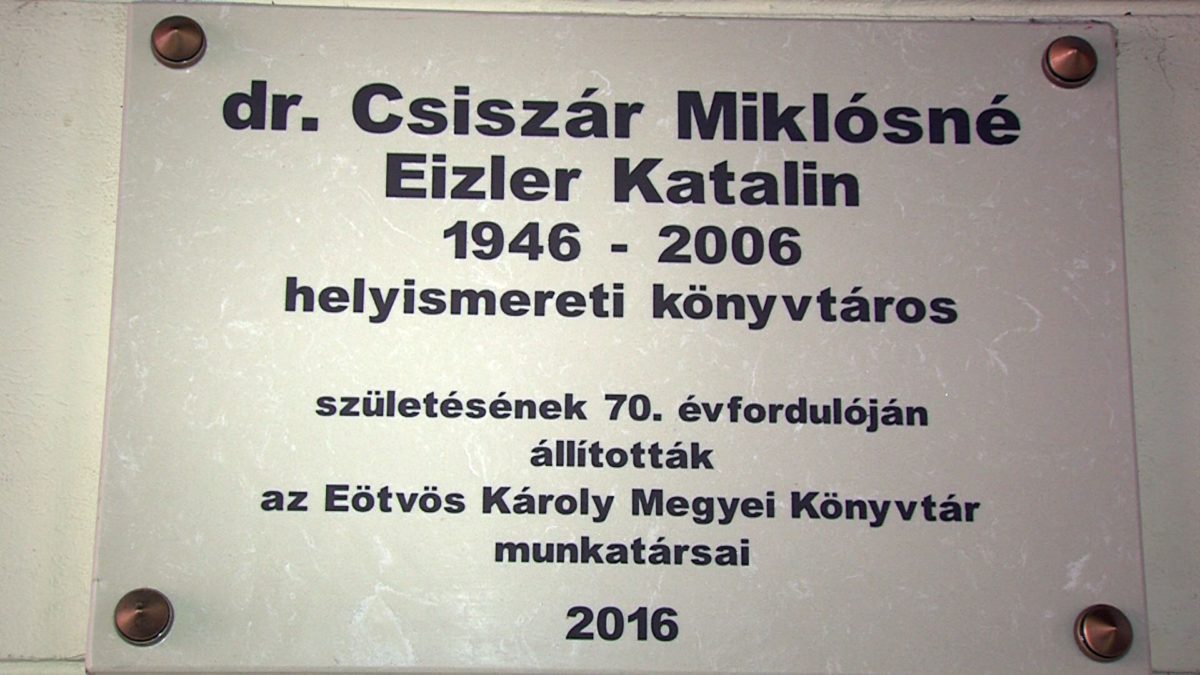 dr. Csiszár Miklósné
Eizler Katalin
1946 - 2006
helyismereti könyvtáros
születésének 70. évfordulóján
állították
az Eötvös Károly Megyei Könyvtár
munkatársai
2016